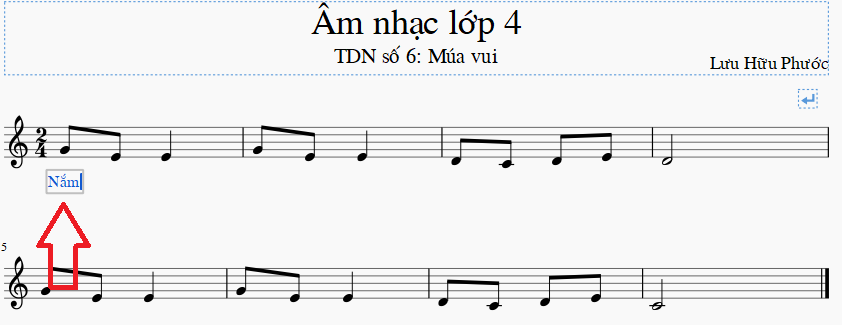 Âm nhạc lớp 4
TDN số 6: Múa vui
Lưu Hữu Phước
2
4
Nắm
5